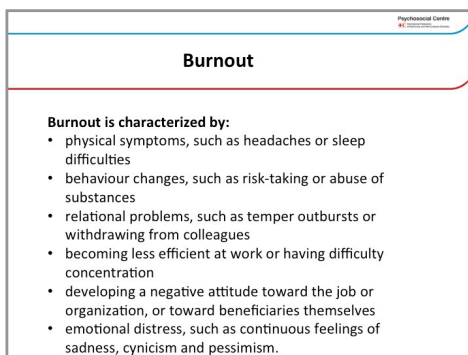 Psychosocial Centre
Burnout
Burnout is characterized by:
• physical symptoms, such as headaches or sleep
difficulties
• behaviour changes, such as risk-taking or abuse of
substances
• relational problems, such as temper outbursts or
withdrawing from colleagues
• becoming less efficient at work or having difficulty
concentration
• developing a negative attitude toward the job or
organization, or toward beneficiaries themselves
• emotional distress, such as continuous feelings of
sadness, cynicism and pessimism.